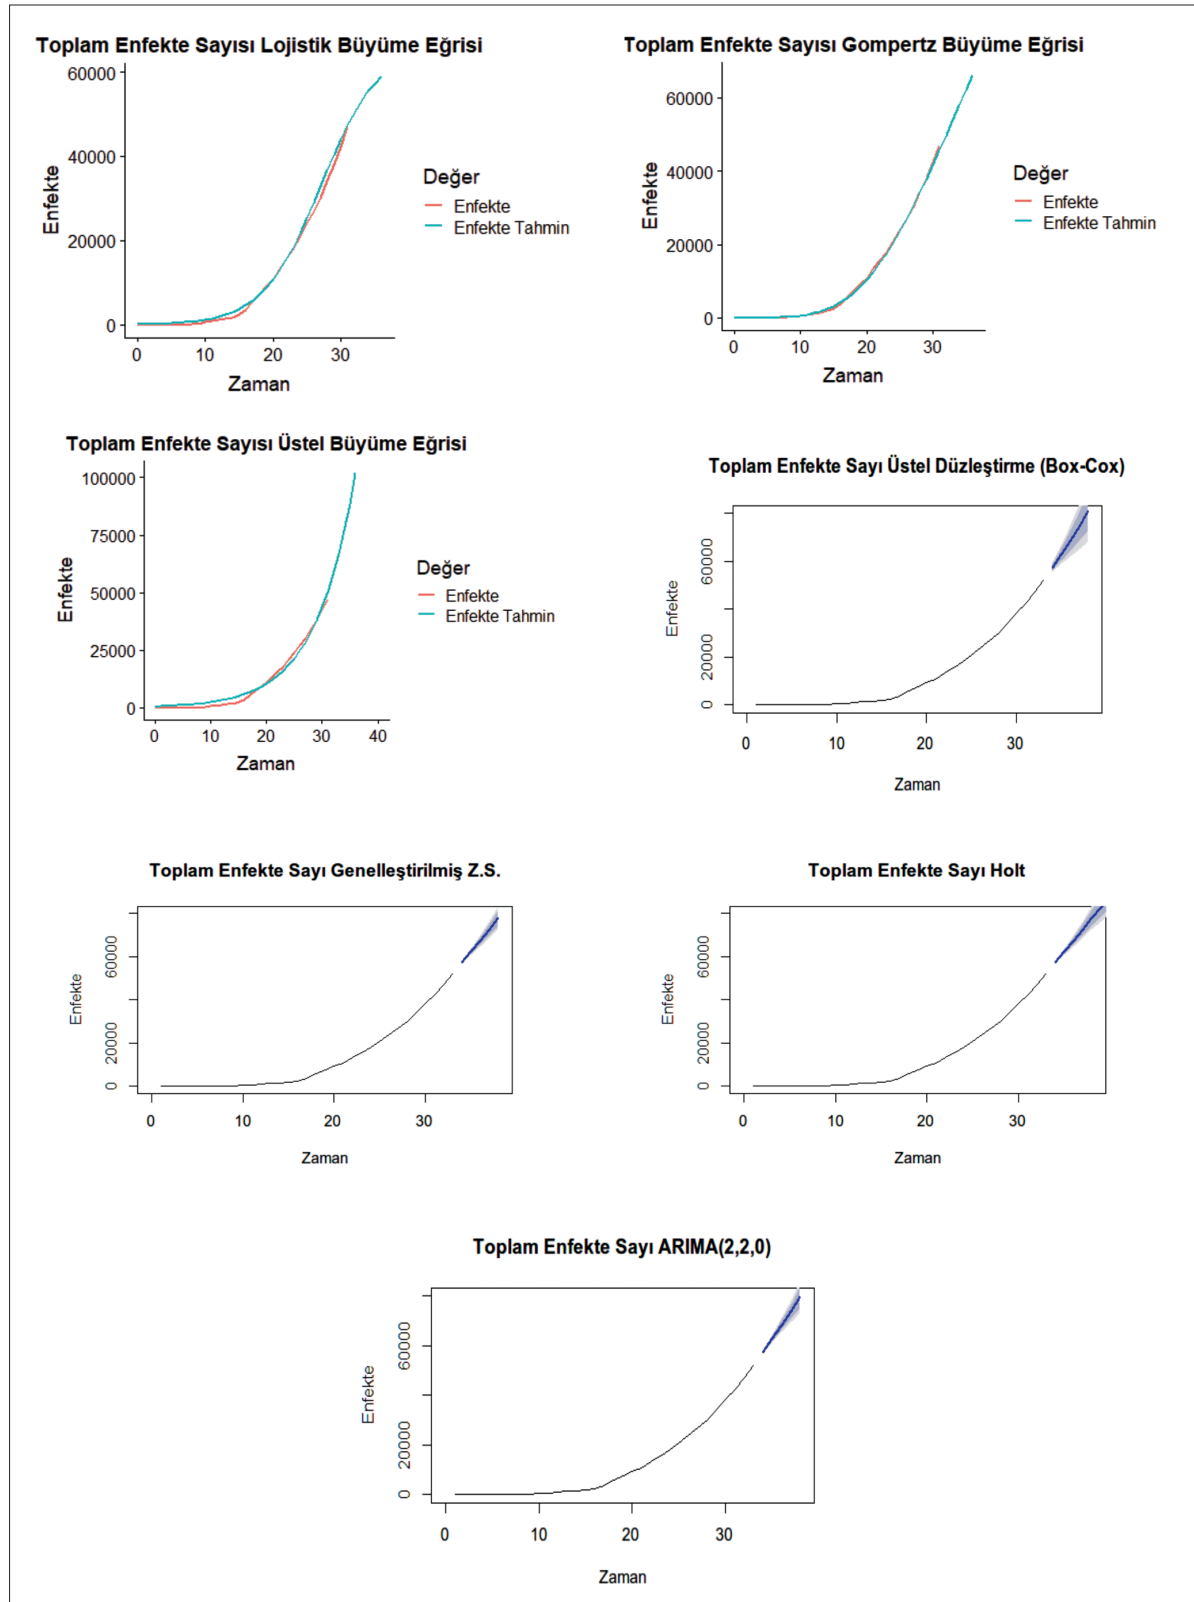 Toplam Enfekte Sayısı Lojistik Büyüme Eğrisi
60000
40000
20000
0
0 10 20 30
Enfekte
Zaman
Değer
Enfekte
Enfekte Tahmin
Toplam Enfekte Sayısı Gompertz Büyüme Eğrisi
60000
40000
20000
0
0 10 20 30
Enfekte
Zaman
Değer
Enfekte
Enfekte Tahmin
Toplam Enfekte Sayısı Üstel Büyüme Eğrisi
100000
75000
50000
25000
0
0 10 20 30 40
Enfekte
Zaman
Değer
Enfekte
Enfekte Tahmin
Toplam Enfekte Sayı Üstel Düzleştirme (Box-Cox)
60000
20000
0
0 10 20 30
Enfekte
Zaman
Toplam Enfekte Sayı Genelleştirilmiş Z.S.
60000
20000
0
0 10 20 30
Enfekte
Zaman
Toplam Enfekte Sayı Holt
60000
20000
0
0 10 20 30
Enfekte
Zaman
Toplam Enfekte Sayı ARIMA(2,2,0)
60000
20000
0
0 10 20 30
Enfekte
Zaman